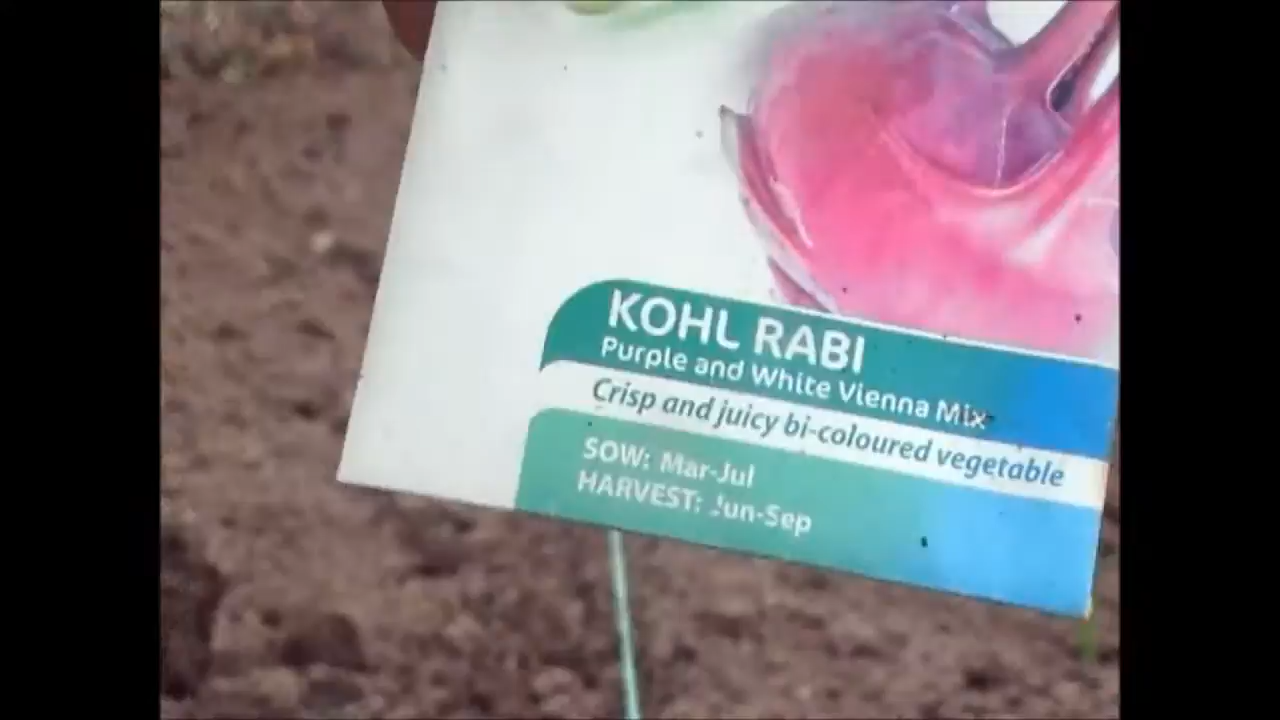 KOHL RABI
Purple and White Vienna Mix
Crisp and juicy bi-coloured vegetable
SOW: Mar-Jul
HARVEST: Jun-Sep